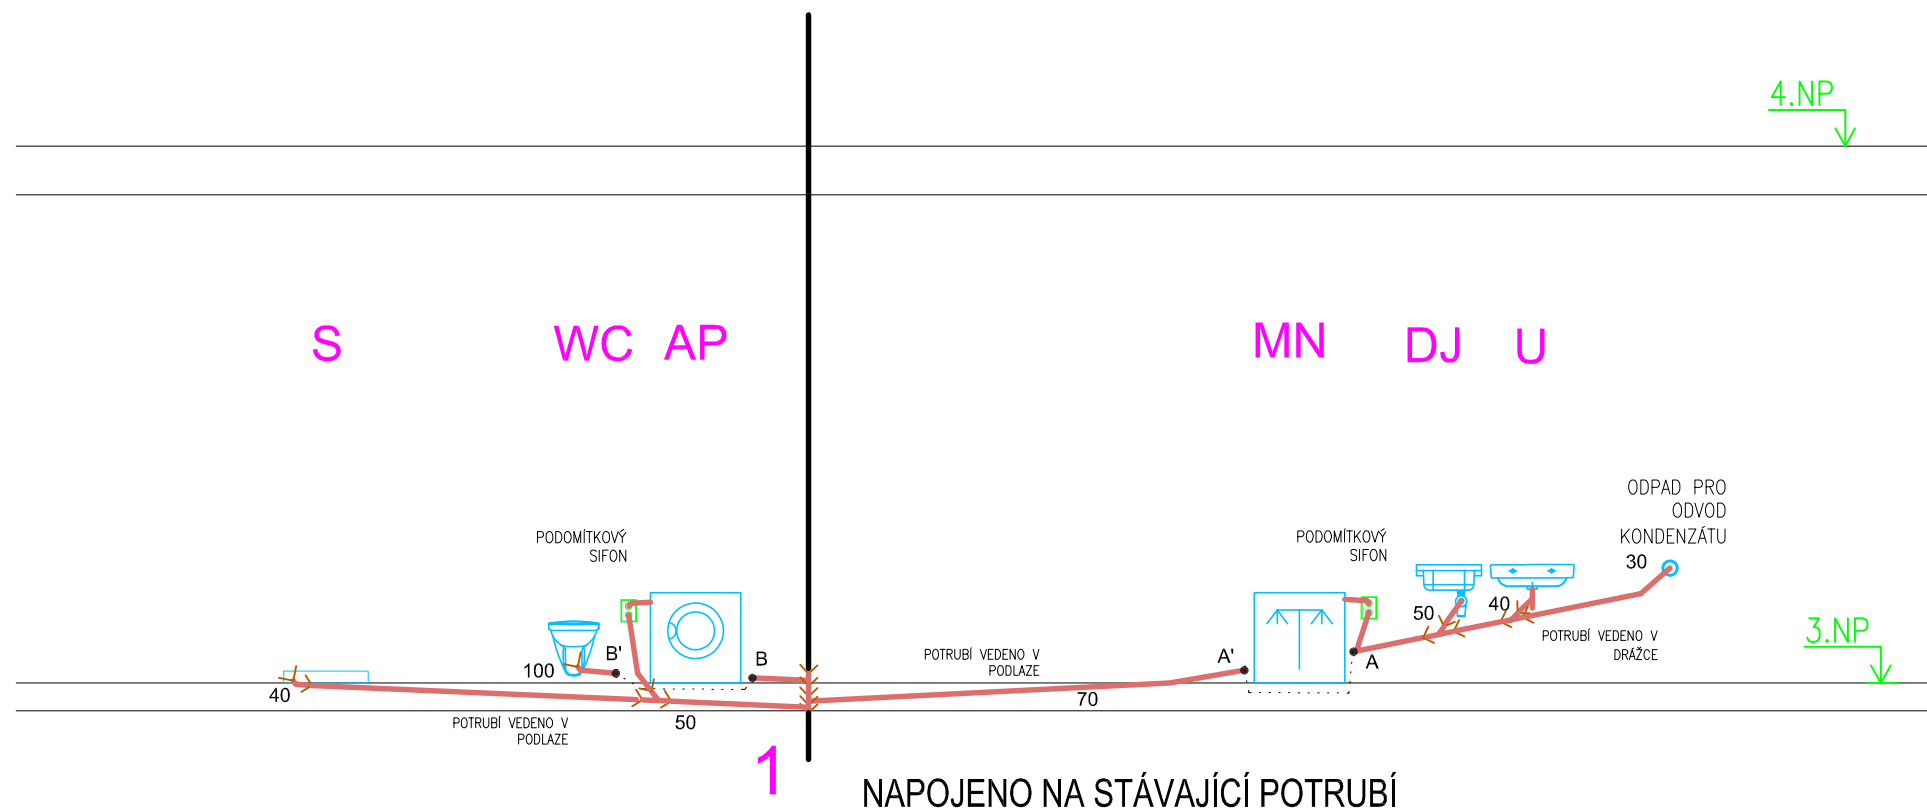 4.NP
S
WC
AP
MN
DJ
U
ODPAD PRO
ODVOD
KONDENZÁTU
30
PODOMÍTKOVÝ
SIFON
PODOMÍTKOVÝ
SIFON
50
40
3.NP
POTRUBÍ VEDENO V
DRÁŽCE
100
B'
B
POTRUBÍ VEDENO V
PODLAZE
A'
A
40
70
POTRUBÍ VEDENO V
PODLAZE
50
1
NAPOJENO NA STÁVAJÍCÍ POTRUBÍ